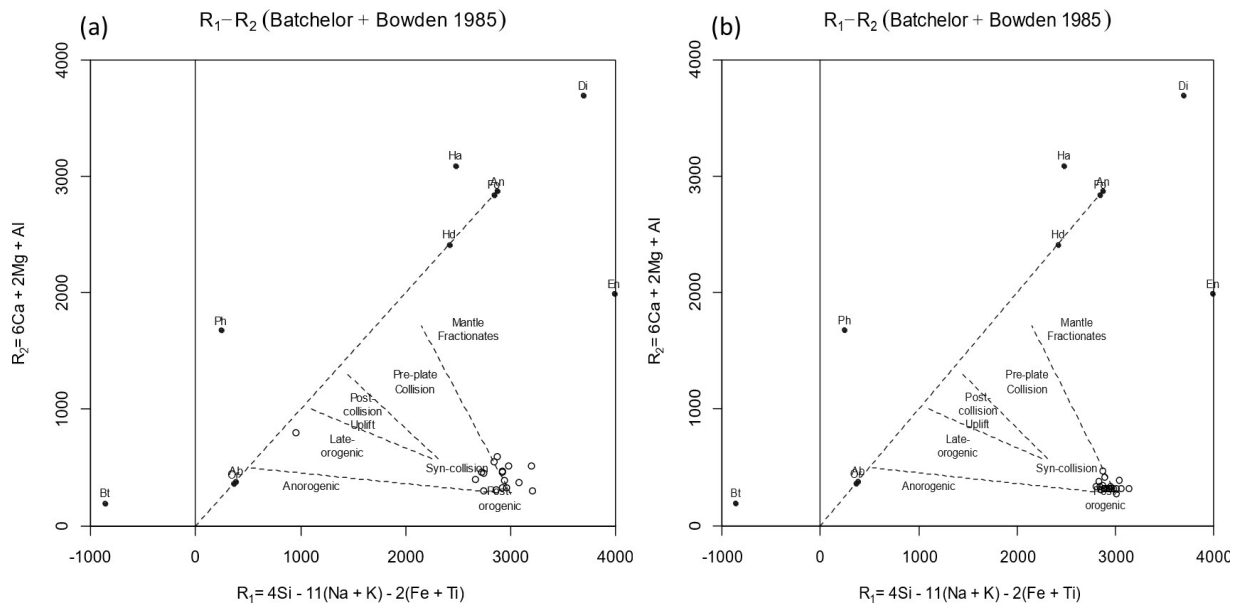 (a)
R₁–R₂ (Batchelor + Bowden 1985)
R₂= 6Ca + 2Mg + Al
4000
3000
2000
1000
0
Di
Ha
An
Hd
En
Ph
Mantle
Fractionates
Pre-plate
Collision
Post-
collision
Uplift
Late-
orogenic
Syn-collision
Ab
Anorogenic
orogenic
Bt
-1000
0
1000
2000
3000
4000
R₁= 4Si - 11(Na + K) - 2(Fe + Ti)
(b)
R₁–R₂ (Batchelor + Bowden 1985)
R₂= 6Ca + 2Mg + Al
4000
3000
2000
1000
0
Di
Ha
An
Hd
En
Ph
Mantle
Fractionates
Pre-plate
Collision
Post-
collision
Uplift
Late-
orogenic
Syn-collision
Ab
Anorogenic
orogenic
Bt
-1000
0
1000
2000
3000
4000
R₁= 4Si - 11(Na + K) - 2(Fe + Ti)